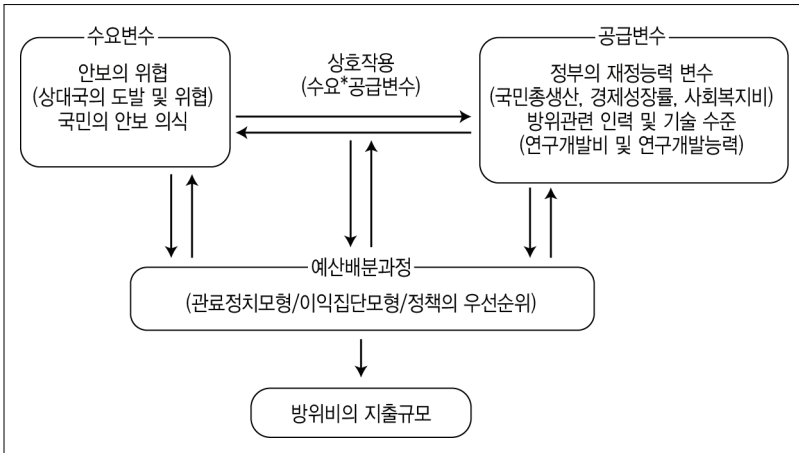 수요변수
안보의 위협
(상대국의 도발 및 위협)
국민의 안보 의식
상호작용
(수요*공급변수)
공급변수
정부의 재정능력 변수
(국민총생산, 경제성장률, 사회복지비)
방위관련 인력 및 기술 수준
(연구개발비 및 연구개발능력)
예산배분과정
(관료정치모형/이익집단모형/정책의 우선순위)
방위비의 지출규모